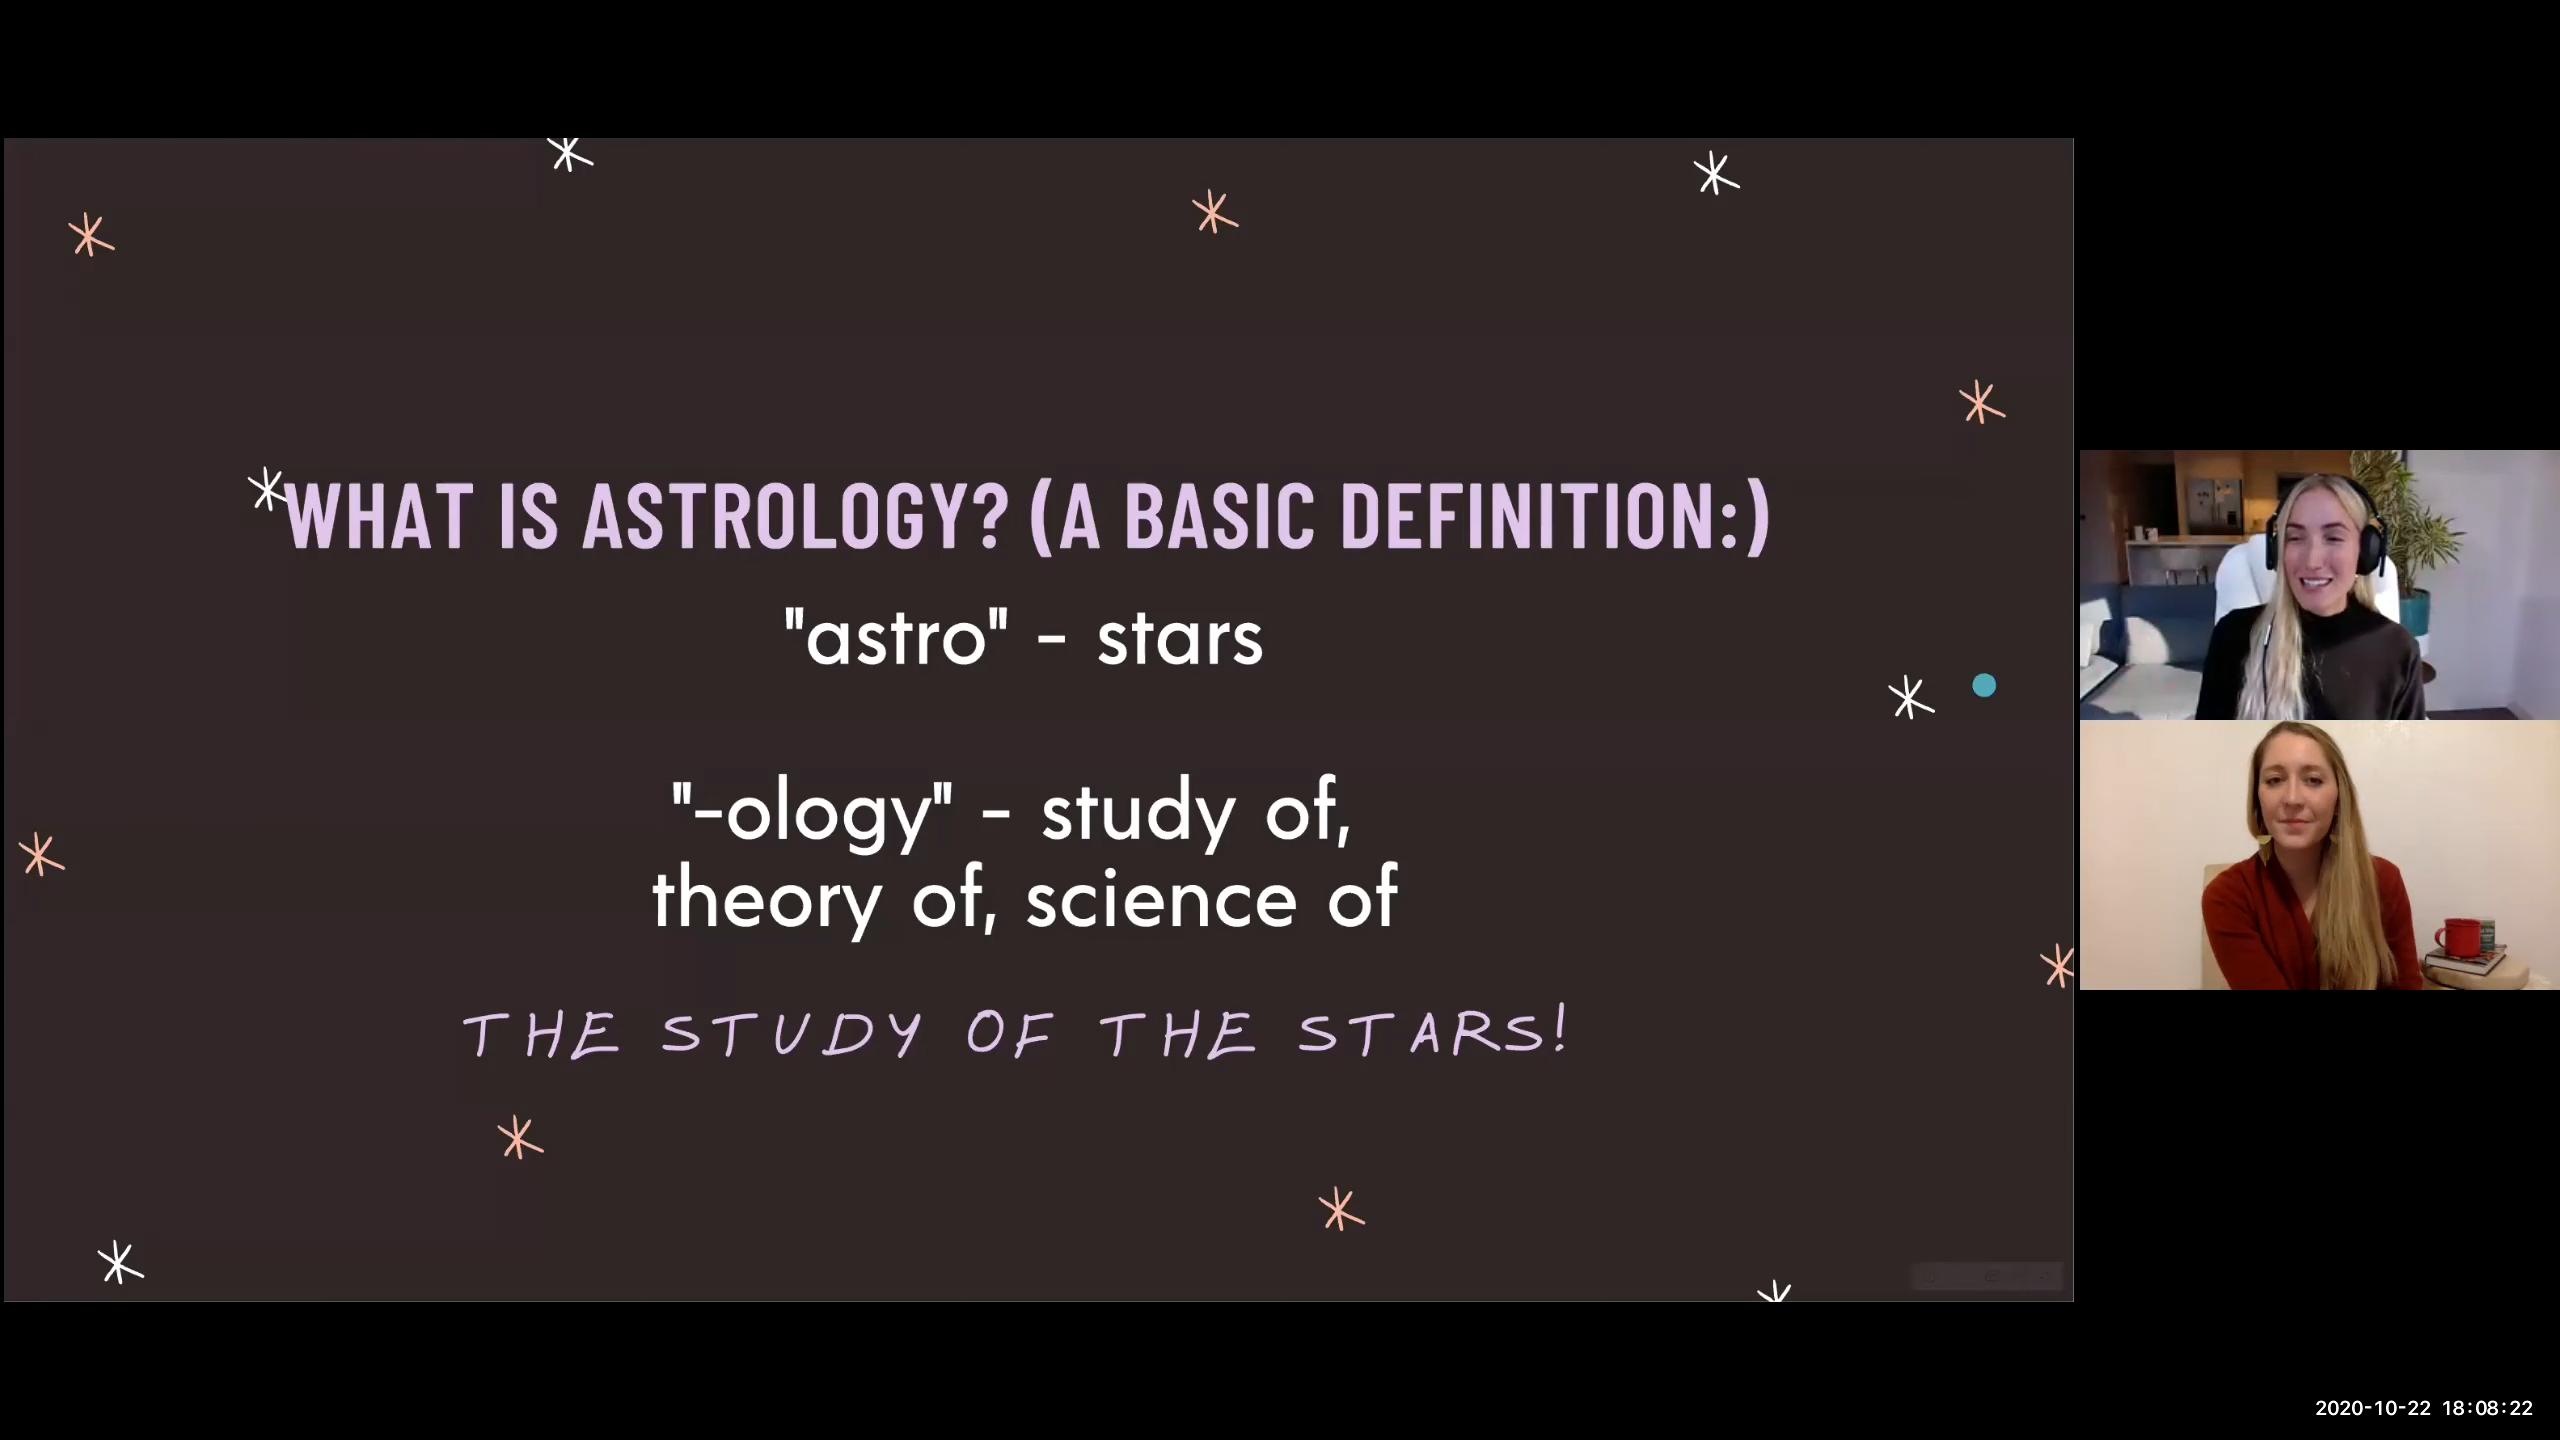 WHAT IS ASTROLOGY? (A BASIC DEFINITION:)
"astro" - stars
"-ology" - study of,
theory of, science of
THE STUDY OF THE STARS!
2020-10-22 18:08:22